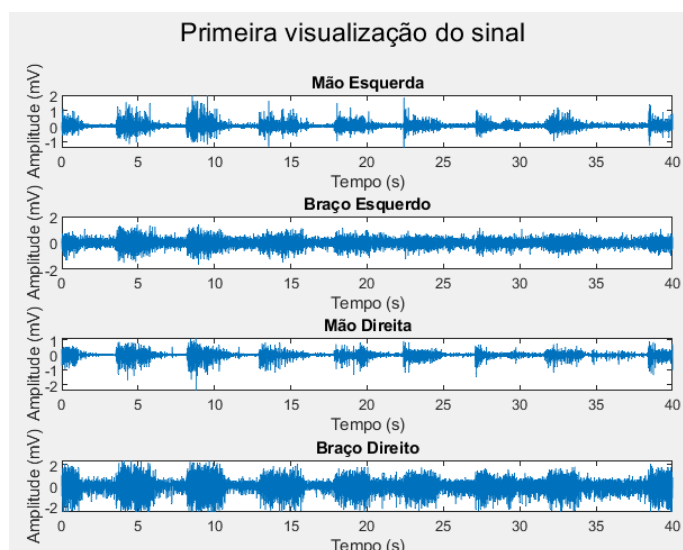 Primeira visualização do sinal
Mão Esquerda
Amplitude (mV)
2
1
0
-1
0 5 10 15 20 25 30 35 40
Tempo (s)
Braço Esquerdo
Amplitude (mV)
2
0
-2
0 5 10 15 20 25 30 35 40
Tempo (s)
Mão Direita
Amplitude (mV)
1
0
-1
-2
0 5 10 15 20 25 30 35 40
Tempo (s)
Braço Direito
Amplitude (mV)
2
0
-2
0 5 10 15 20 25 30 35 40
Tempo (s)